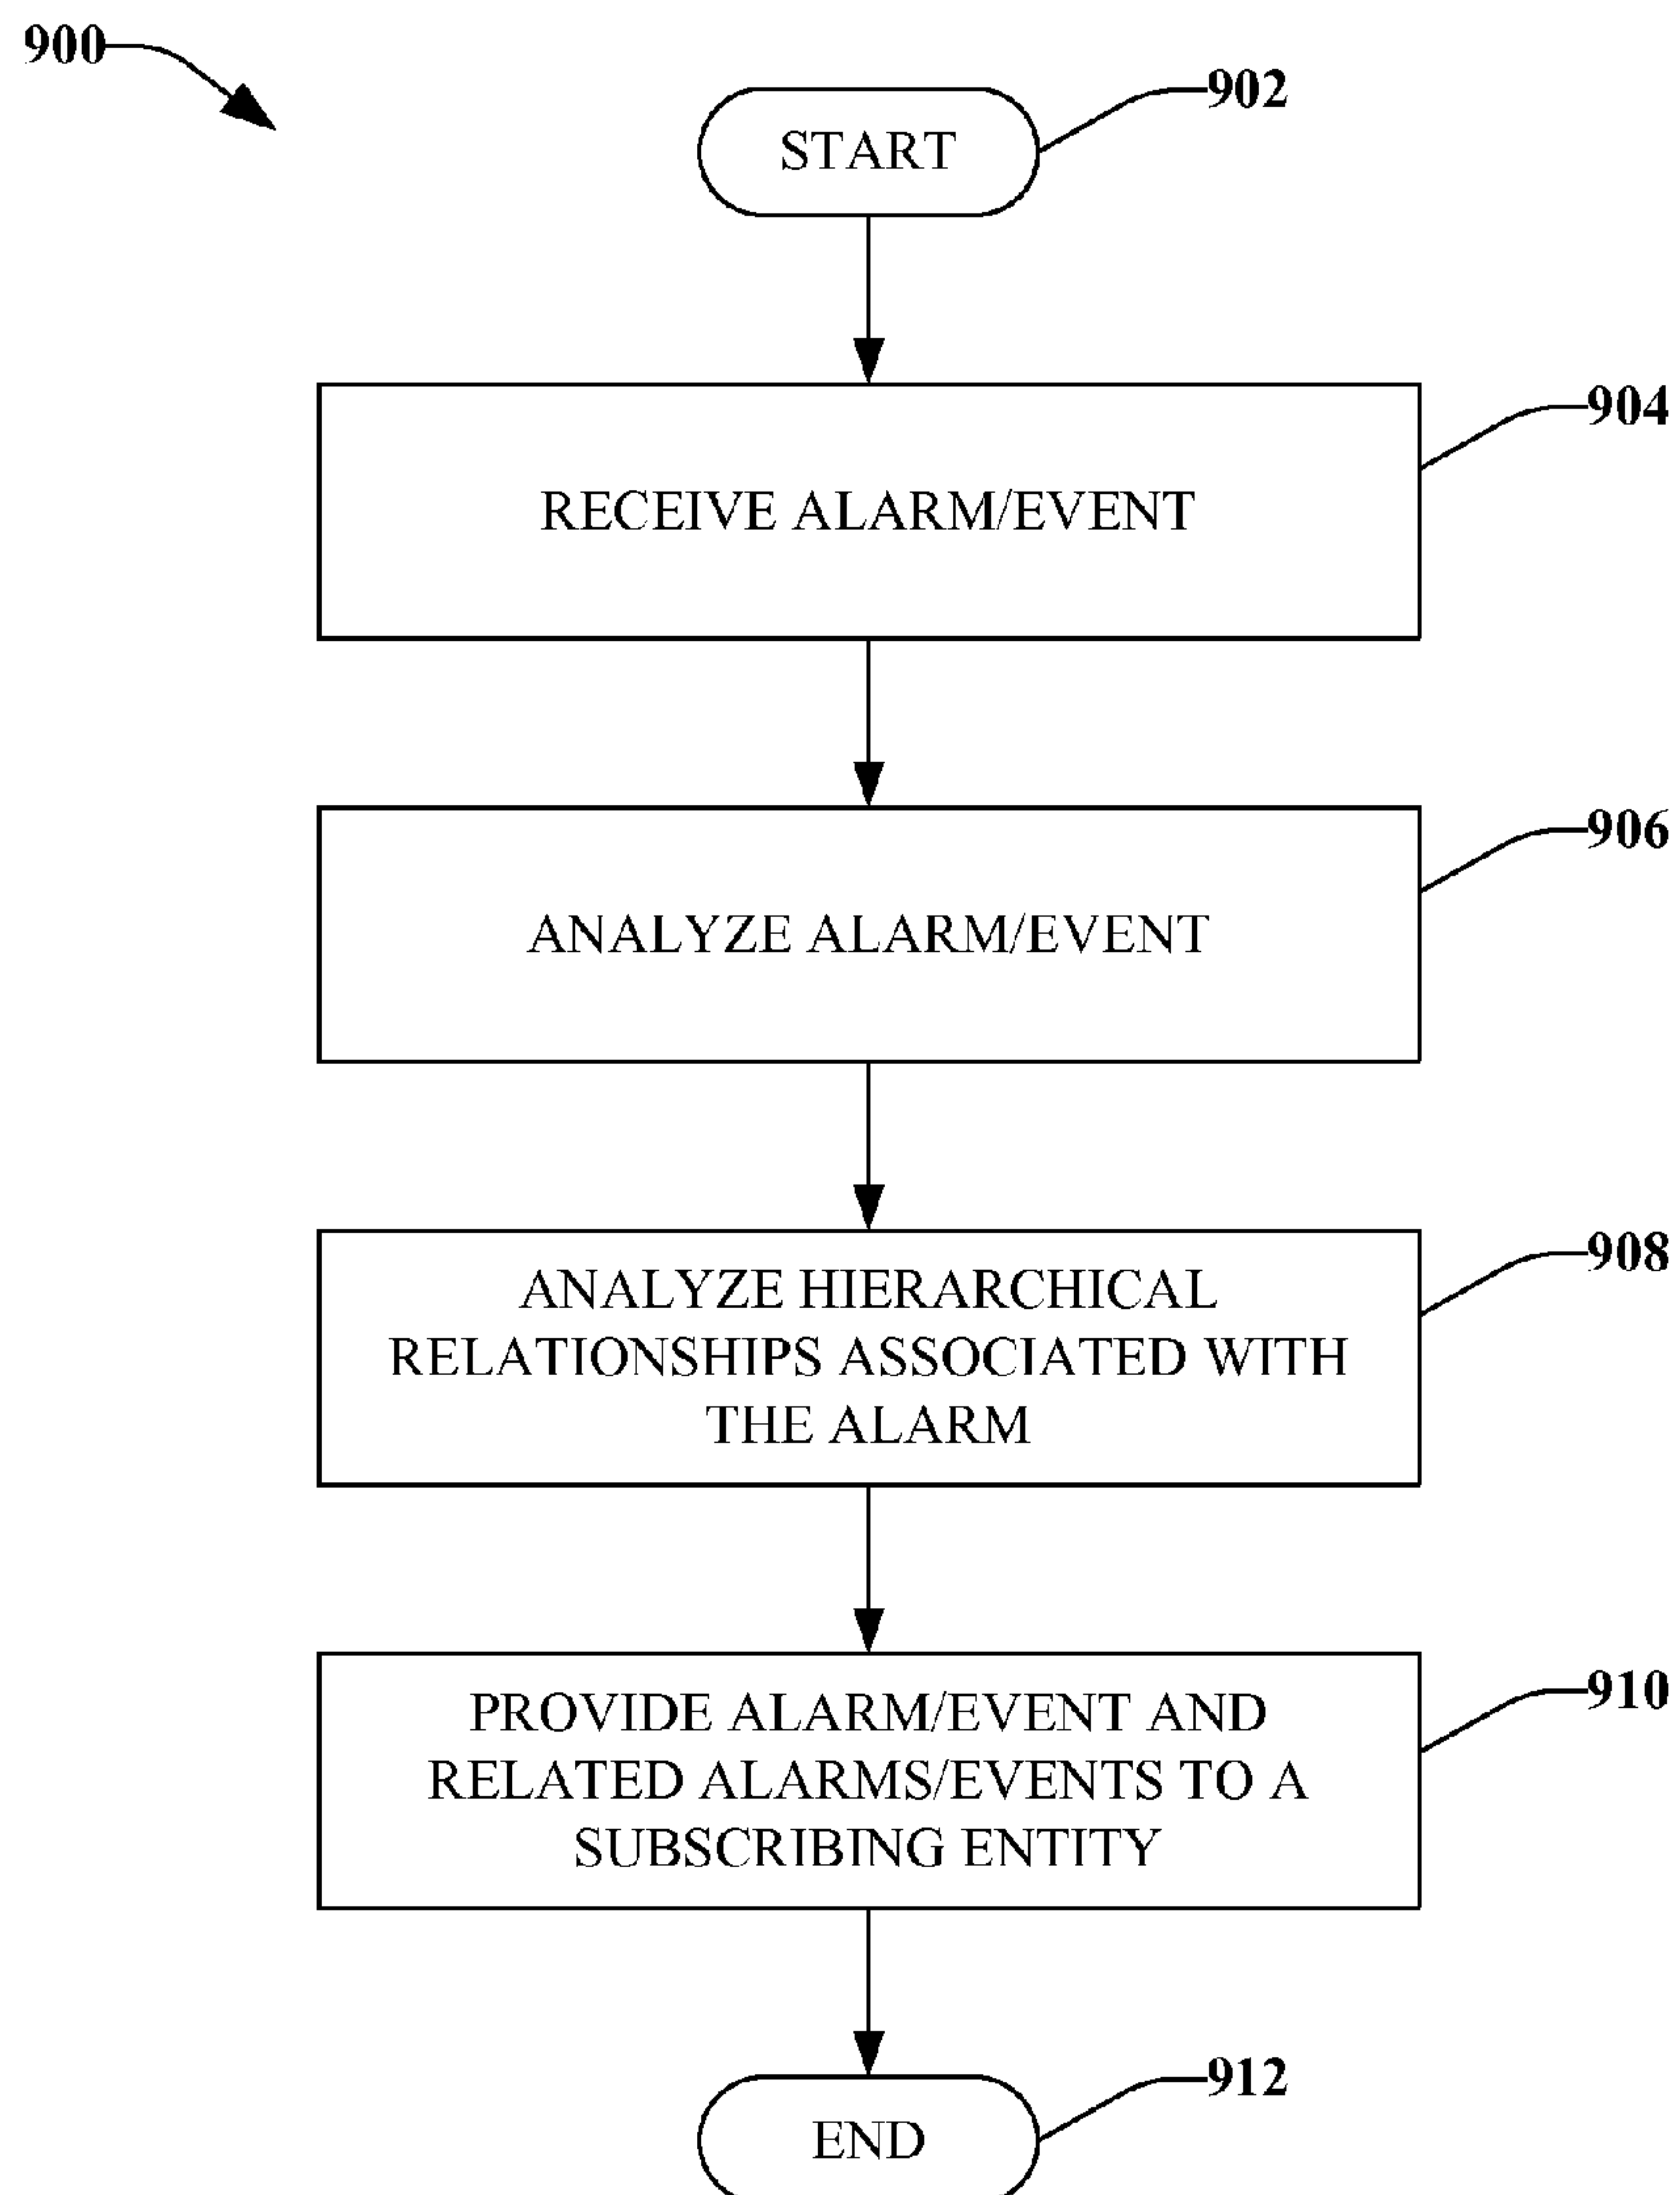 900
902
START
904
RECEIVE ALARM/EVENT
906
ANALYZE ALARM/EVENT
908
ANALYZE HIERARCHICAL
RELATIONSHIPS ASSOCIATED WITH
THE ALARM
910
PROVIDE ALARM/EVENT AND
RELATED ALARMS/EVENTS TO A
SUBSCRIBING ENTITY
912
END